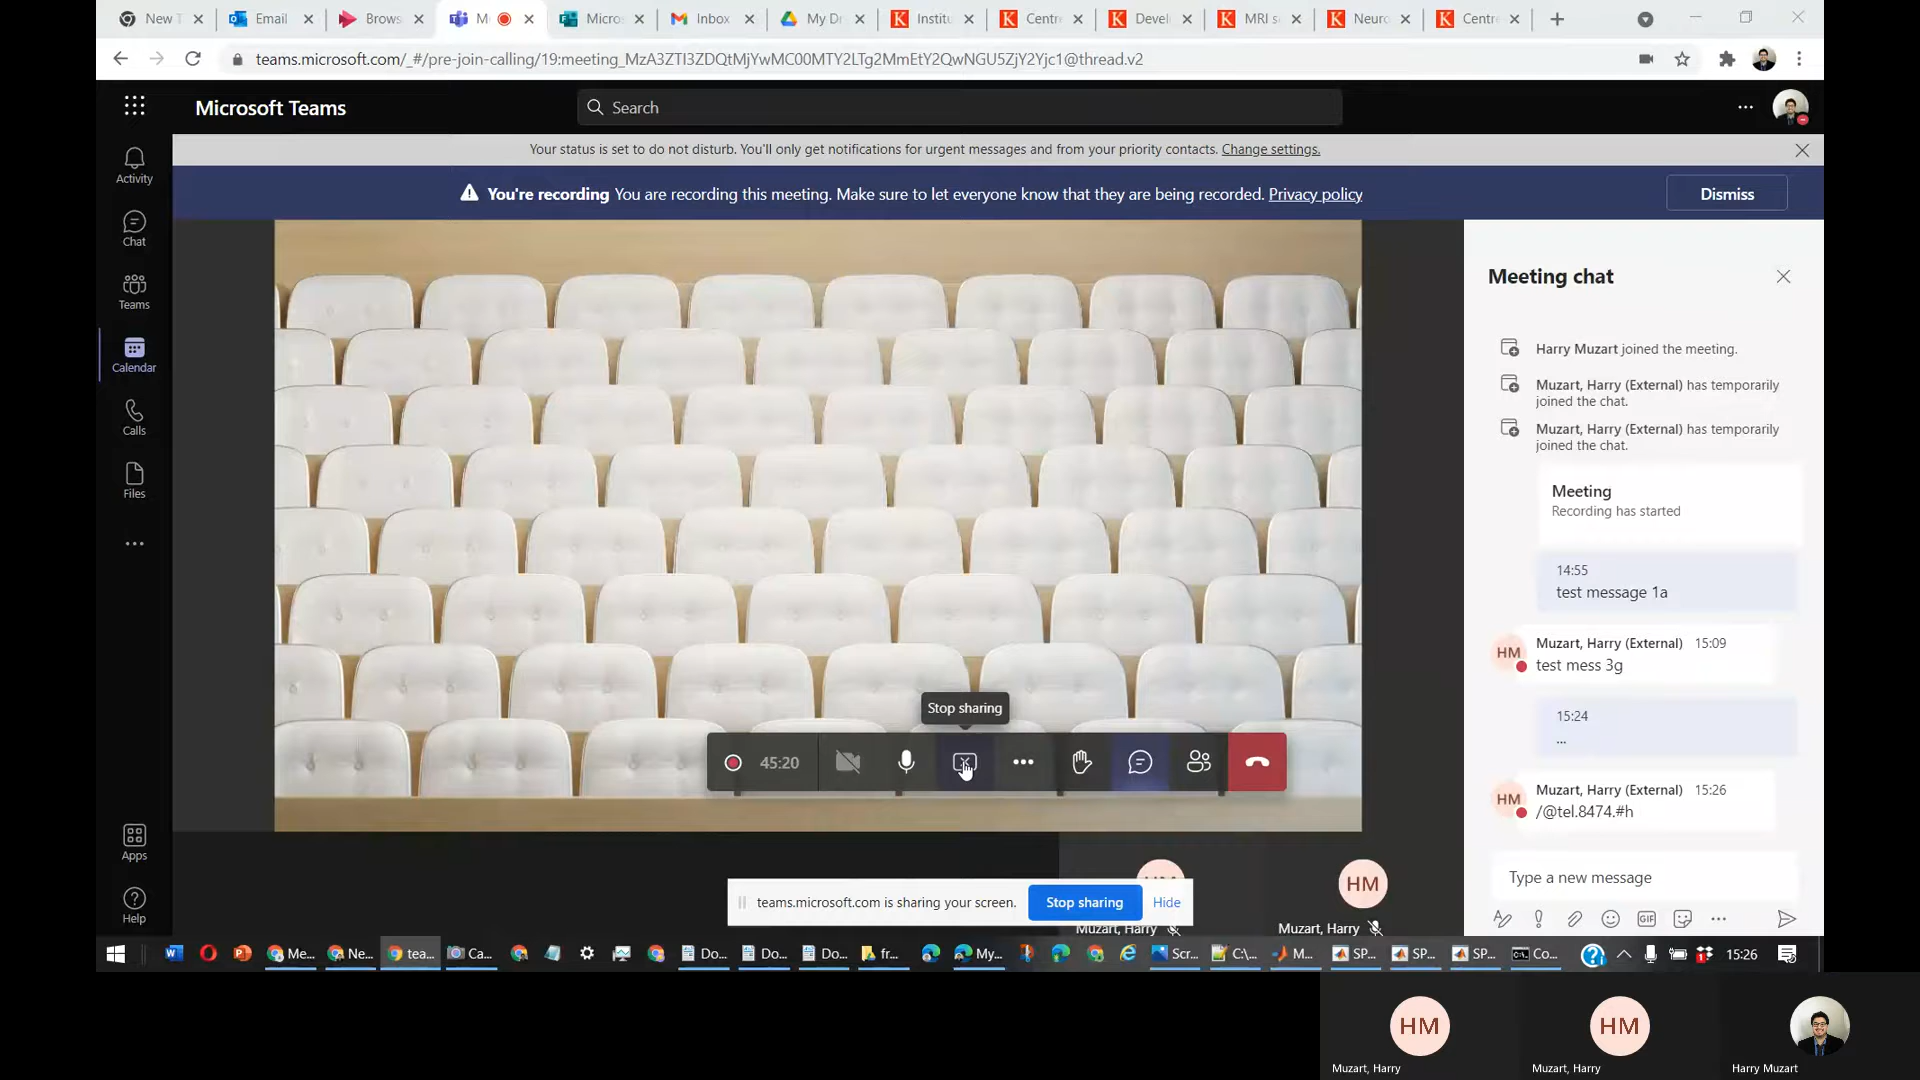 New T
Email
Brows
M
Micros
Inbox
My Dr
Institu
Centr
Devel
MRI s
Neuro
Centr
teams.microsoft.com/_#/pre-join-calling/19:meeting_MzA3ZTI3ZDQtMjYwMC00MTY2LTg2MmEtY2QwNGU5ZjY2Yjc1@thread.v2
Microsoft Teams
Search
Your status is set to do not disturb. You'll only get notifications for urgent messages and from your priority contacts. Change settings.
You're recording You are recording this meeting. Make sure to let everyone know that they are being recorded. Privacy policy
Dismiss
Activity
Chat
Teams
Calendar
Calls
Files
Apps
Help
Meeting chat
Harry Muzart joined the meeting.
Muzart, Harry (External) has temporarily
joined the chat.
Muzart, Harry (External) has temporarily
joined the chat.
Meeting
Recording has started
14:55
test message 1a
HM
Muzart, Harry (External) 15:09
test mess 3g
15:24
...
HM
Muzart, Harry (External) 15:26
/@tel.8474.#h
Type a new message
GIF
Stop sharing
45:20
HM
Muzart, Harry
Muzart, Harry
teams.microsoft.com is sharing your screen.
Stop sharing
Hide
Me...
Ne...
tea...
Ca...
Do...
Do...
Do...
fr...
My...
Scr...
C:\...
M...
SP...
SP...
SP...
Co...
15:26
HM
HM
Muzart, Harry
Muzart, Harry
Harry Muzart